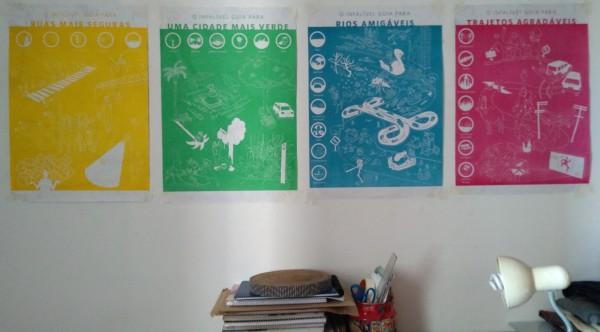 O INFALÍVEL GUIA PARA
RUAS MAIS SEGURAS
O INFALÍVEL GUIA PARA
UMA CIDADE MAIS VERDE
O INFALÍVEL GUIA PARA
RIOS AMIGÁVEIS
O INFALÍVEL GUIA PARA
TRAJETOS AGRADÁVEIS